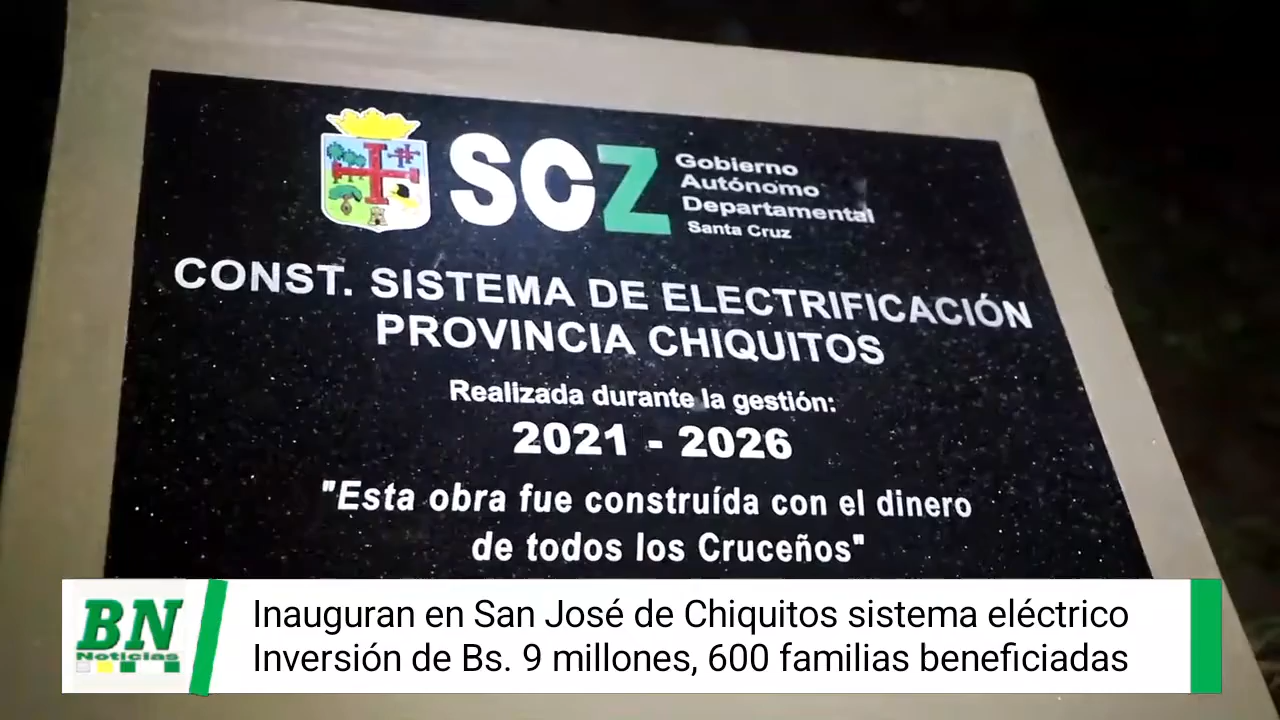 SCZ
Gobierno
Autónomo
Departamental
Santa Cruz
CONST. SISTEMA DE ELECTRIFICACIÓN
PROVINCIA CHIQUITOS
Realizada durante la gestión:
2021 - 2026
"Esta obra fue construída con el dinero
de todos los Cruceños"
BN
Noticias
Inauguran en San José de Chiquitos sistema eléctrico
Inversión de Bs. 9 millones, 600 familias beneficiadas